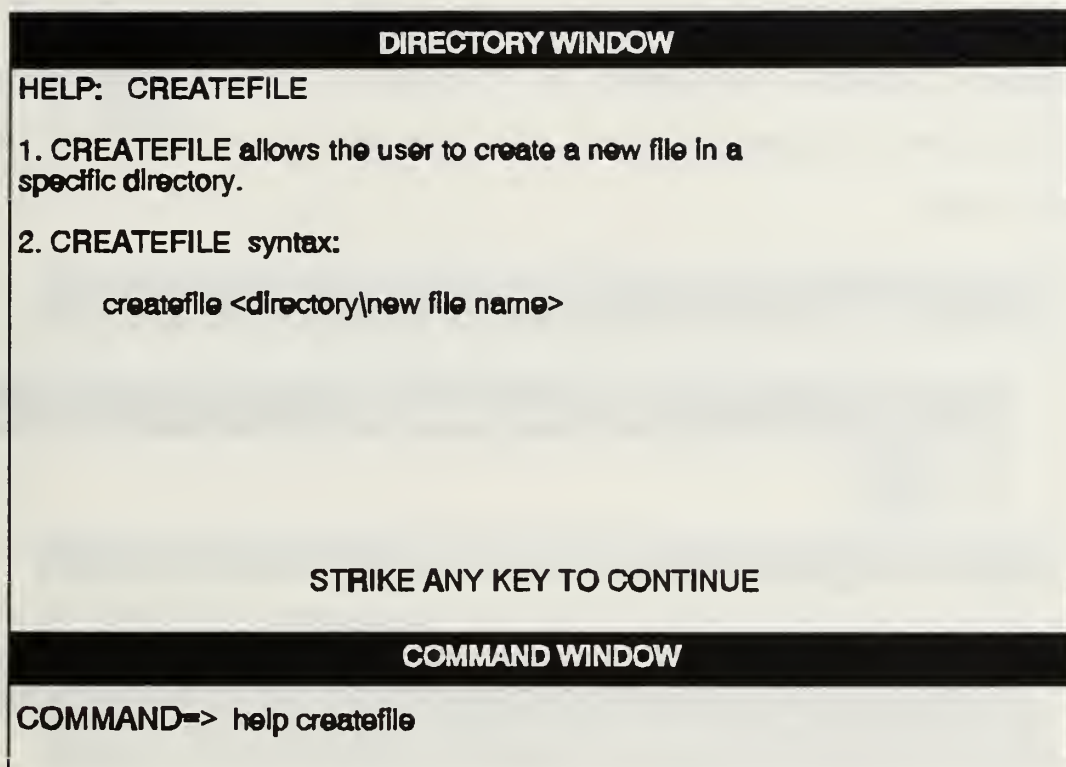 DIRECTORY WINDOW
HELP: CREATEFILE
1. CREATEFILE allows the user to create a new file in a
specific directory.
2. CREATEFILE syntax:
createfile <directory\new file name>
STRIKE ANY KEY TO CONTINUE
COMMAND WINDOW
COMMAND=> help createfile